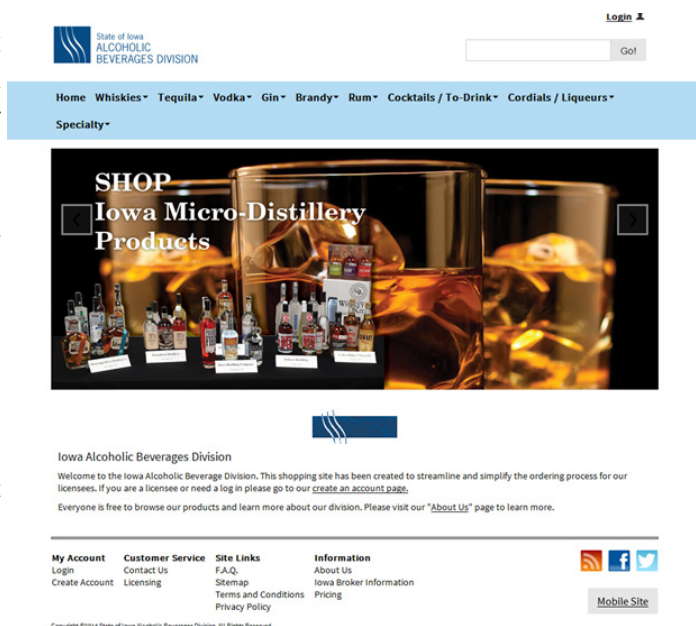 Login
State of Iowa
ALCOHOLIC
BEVERAGES DIVISION
Go!
Home Whiskies Tequila Vodka Gin Brandy Rum Cocktails / To-Drink Cordials / Liqueurs
Specialty
SHOP
Iowa Micro-Distillery
Products
Iowa Alcoholic Beverages Division
Welcome to the Iowa Alcoholic Beverage Division. This shopping site has been created to streamline and simplify the ordering process for our
licensees. If you are a licensee or need a log in please go to our create an account page.
Everyone is free to browse our products and learn more about our division. Please visit our "About Us" page to learn more.
My Account Customer Service Site Links Information
Login Contact Us F.A.Q. About Us
Create Account Licensing Sitemap Iowa Broker Information
Terms and Conditions Pricing
Privacy Policy
Mobile Site